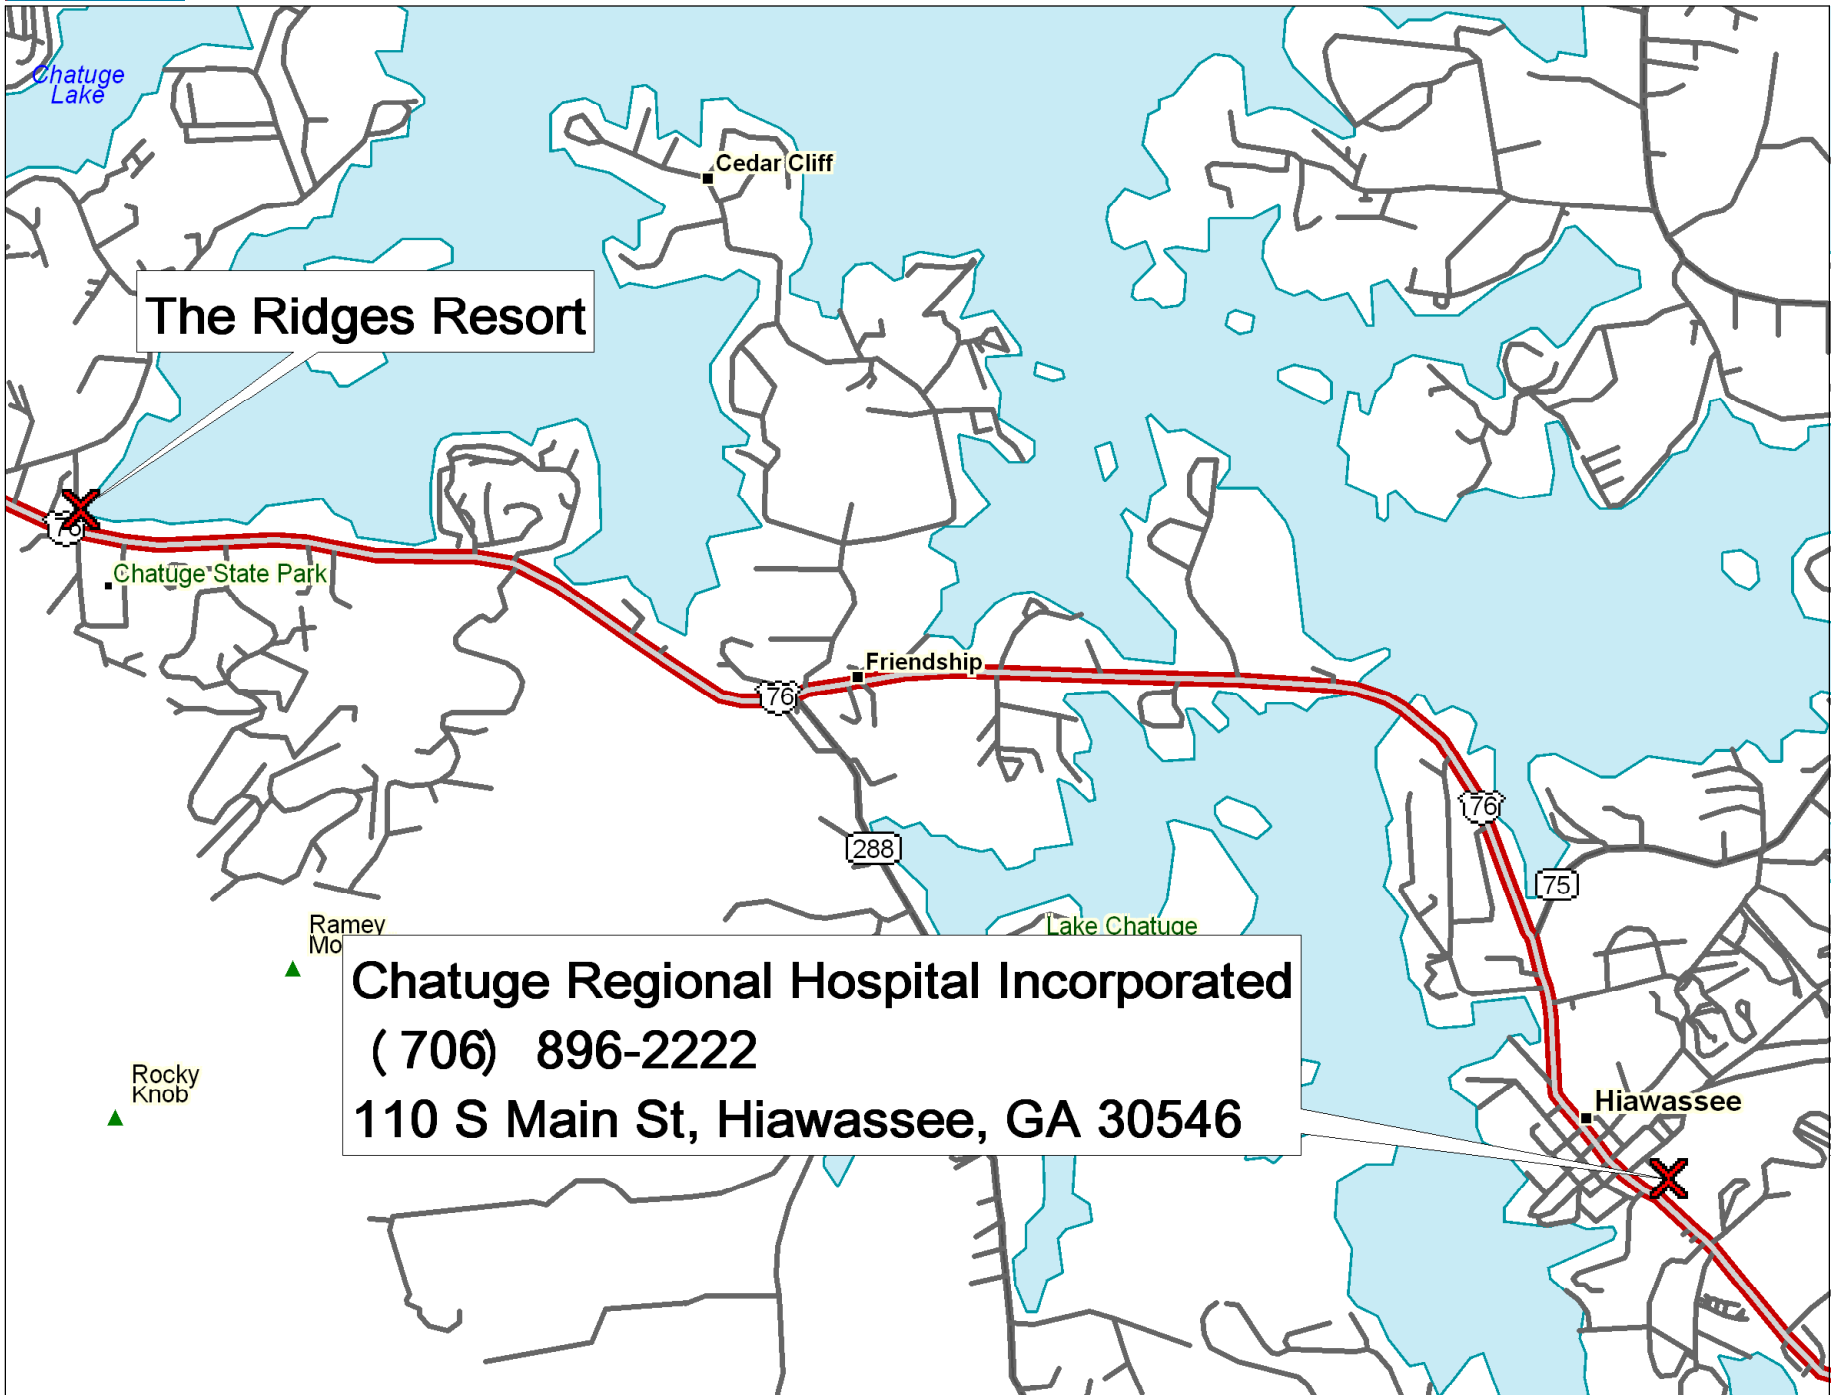 Chatuge
Lake
Cedar Cliff
The Ridges Resort
76
Chatuge State Park
Friendship
76
76
288
75
Ramey
Lake Chatuge
Chatuge Regional Hospital Incorporated
(706) 896-2222
110 S Main St, Hiawassee, GA 30546
Rocky
Knob
Hiawassee